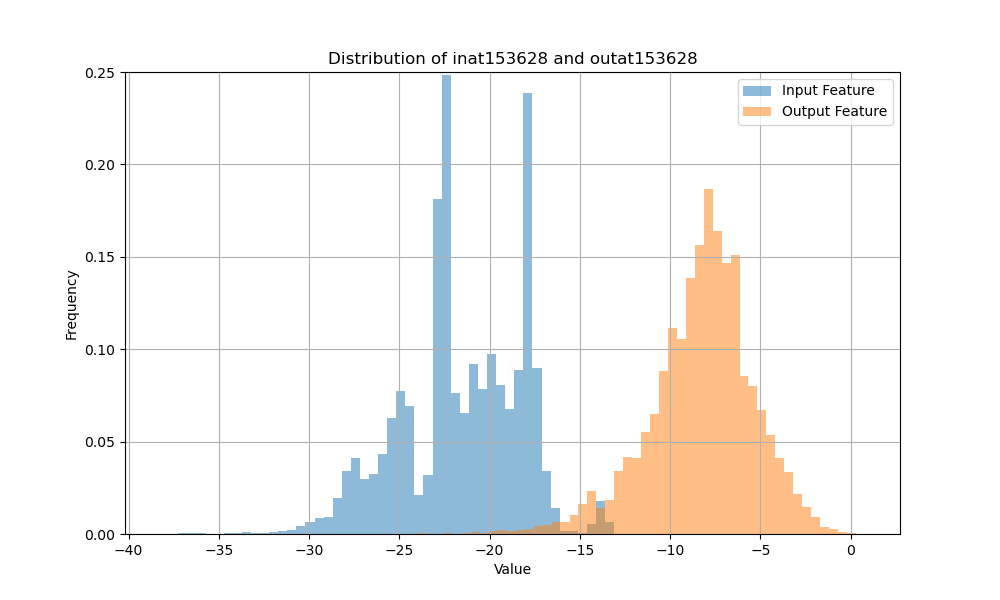 Distribution of inat153628 and outat153628
Input Feature
Output Feature
Frequency
0.25
0.20
0.15
0.10
0.05
0.00
−40 −35 −30 −25 −20 −15 −10 −5 0
Value